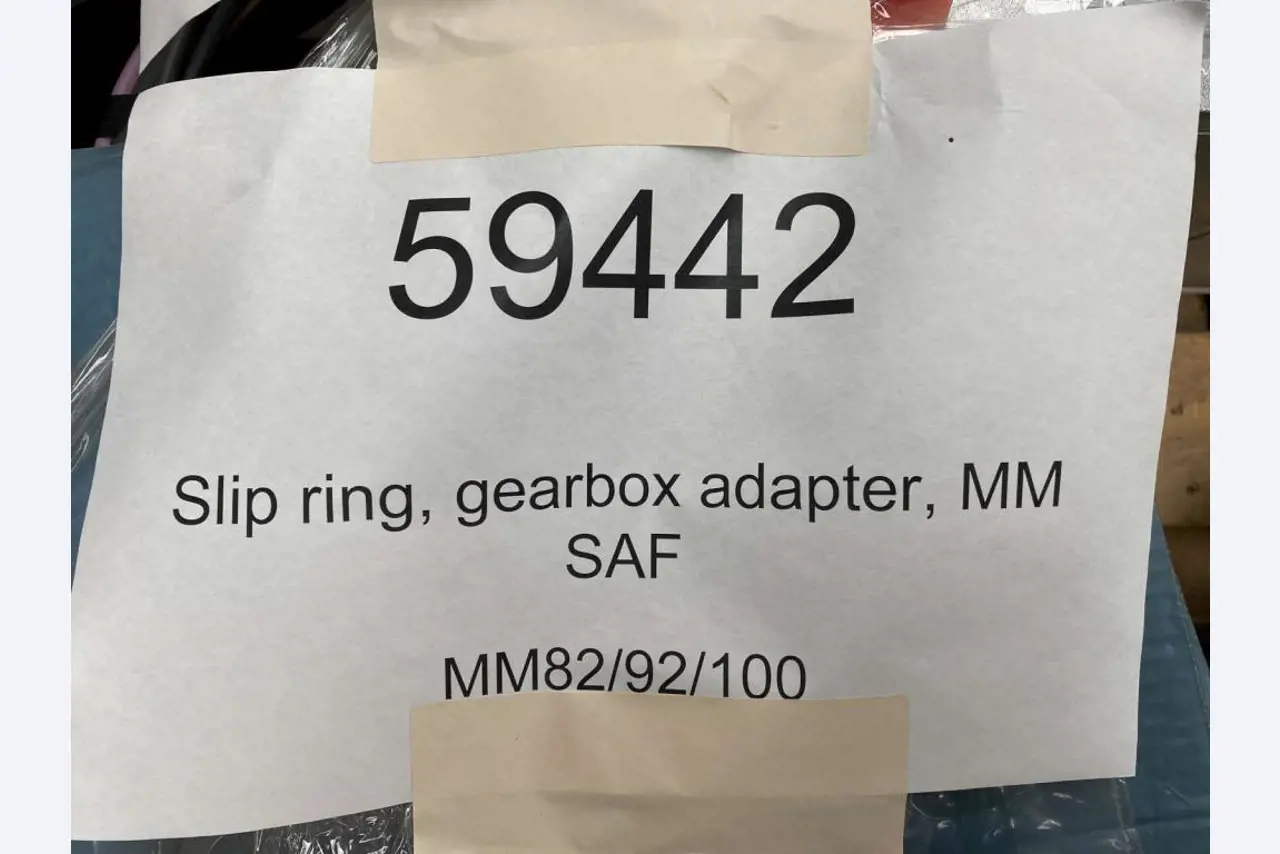 59442
Slip ring, gearbox adapter, MM
SAF
MM82/92/100